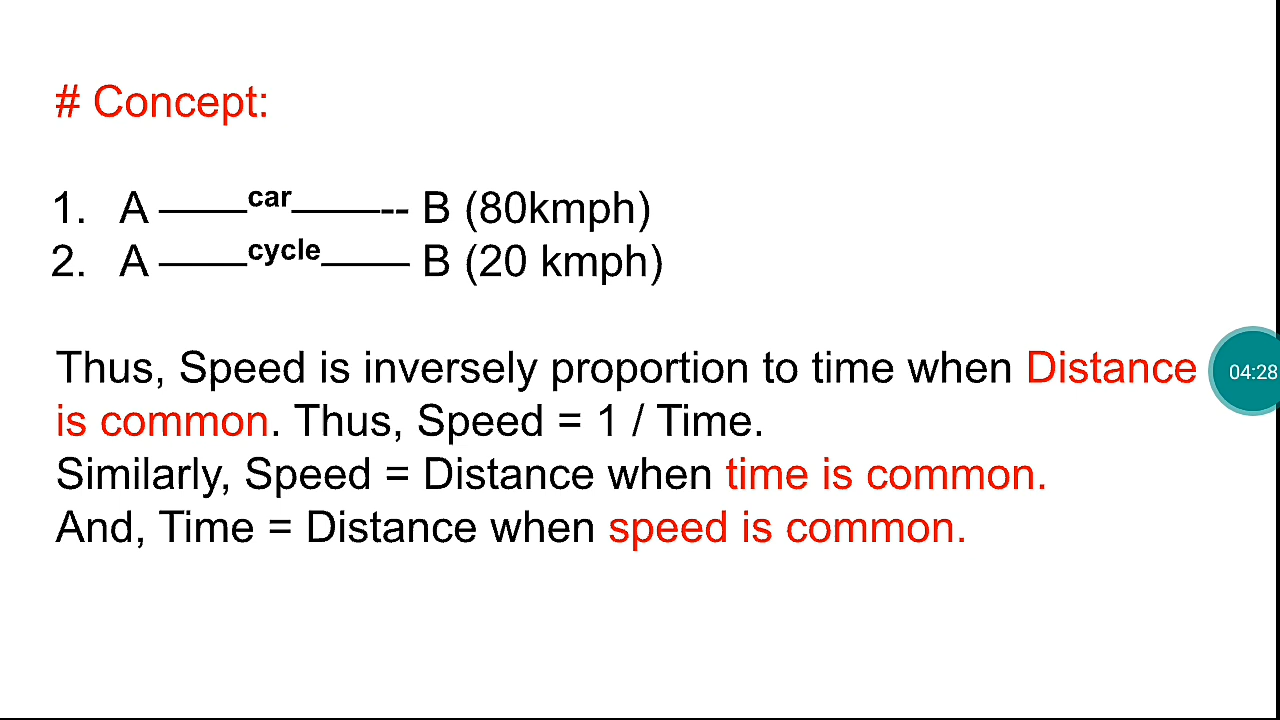 # Concept:
1. A ——car——-- B (80kmph)
2. A ——cycle—— B (20 kmph)
Thus, Speed is inversely proportion to time when Distance
is common. Thus, Speed = 1 / Time.
Similarly, Speed = Distance when time is common.
And, Time = Distance when speed is common.
04:28